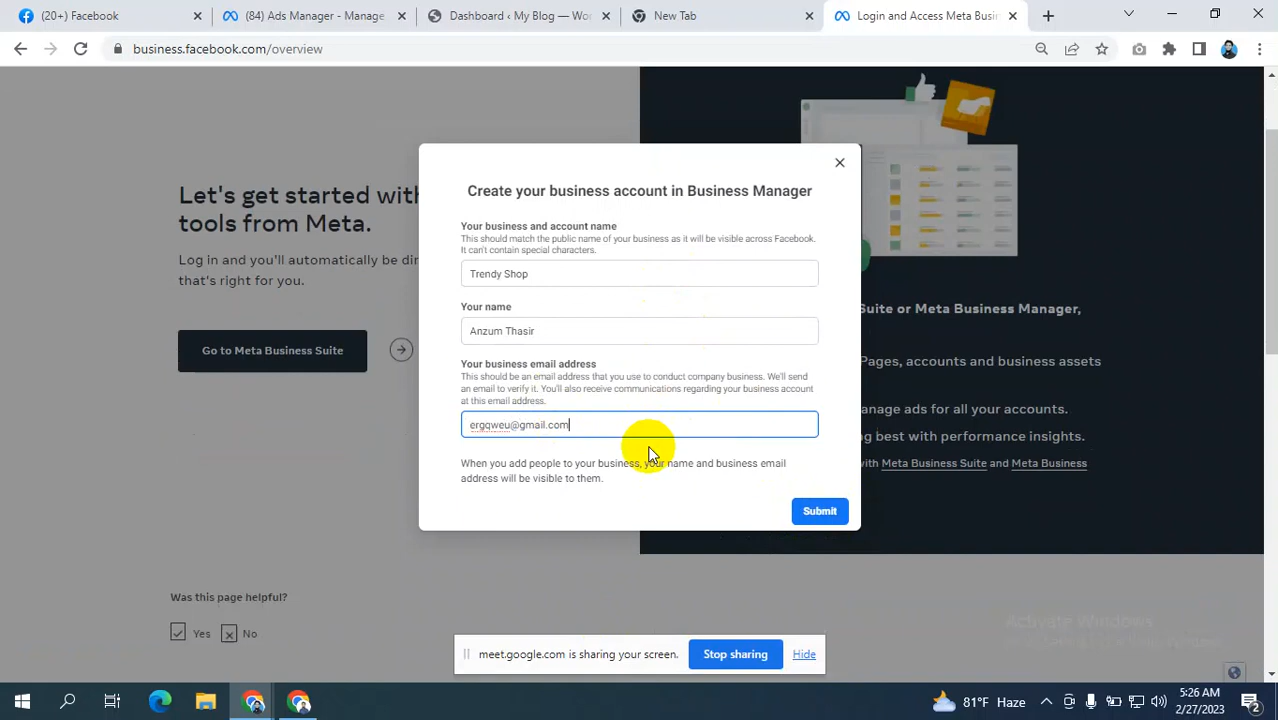 (20+) Facebook
(84) Ads Manager - Manage
Dashboard ‹ My Blog — Wor
New Tab
Login and Access Meta Busin
business.facebook.com/overview
Let's get started with
tools from Meta.
Log in and you'll automatically be dir
that's right for you.
Go to Meta Business Suite
Create your business account in Business Manager
Your business and account name
This should match the public name of your business as it will be visible across Facebook.
It can't contain special characters.
Trendy Shop
Your name
Anzum Thasir
Your business email address
This should be an email address that you use to conduct company business. We'll send
an email to verify it. You'll also receive communications regarding your business account
at this email address.
ergqweu@gmail.com
When you add people to your business, your name and business email
address will be visible to them.
Submit
Suite or Meta Business Manager,
Pages, accounts and business assets
anage ads for all your accounts.
ng best with performance insights.
with Meta Business Suite and Meta Business
Was this page helpful?
Yes
No
Activate Windows
meet.google.com is sharing your screen.
Stop sharing
Hide
81°F Haze
5:26 AM
2/27/2023
2